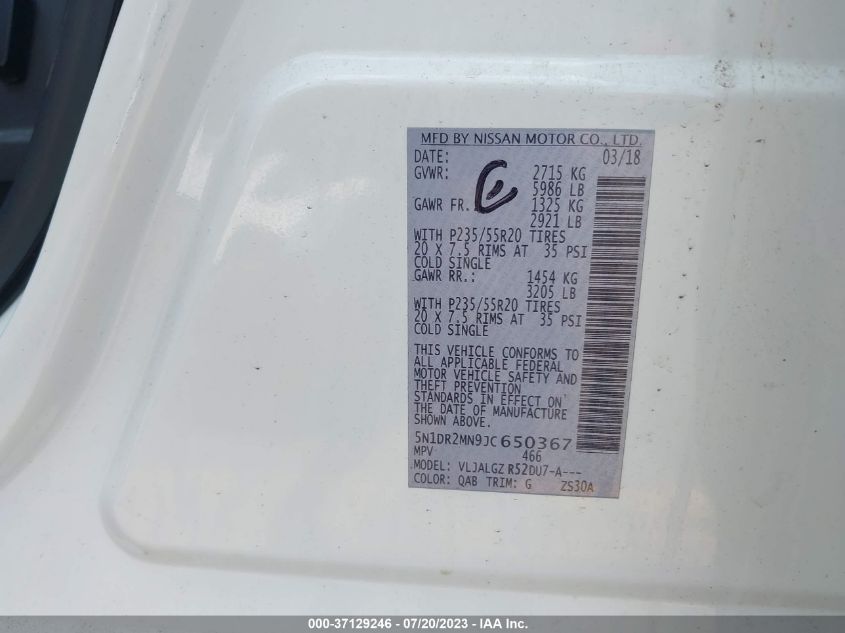 MFD BY NISSAN MOTOR CO., LTD.
DATE: 03/18
GVWR: 2715 KG
5986 LB
GAWR FR.: 1325 KG
2921 LB
WITH P235/55R20 TIRES
20 X 7.5 RIMS AT 35 PSI
COLD SINGLE
GAWR RR.: 1454 KG
3205 LB
WITH P235/55R20 TIRES
20 X 7.5 RIMS AT 35 PSI
COLD SINGLE
THIS VEHICLE CONFORMS TO
ALL APPLICABLE FEDERAL
MOTOR VEHICLE SAFETY AND
THEFT PREVENTION
STANDARDS IN EFFECT ON
THE DATE OF MANUFACTURE
SHOWN ABOVE.
5N1DR2MN9JC650367
MPV 466
MODEL: VLJALGZ R52DU7-A---
COLOR: QAB TRIM: G ZS30A
000-37129246 - 07/20/2023 - IAA Inc.